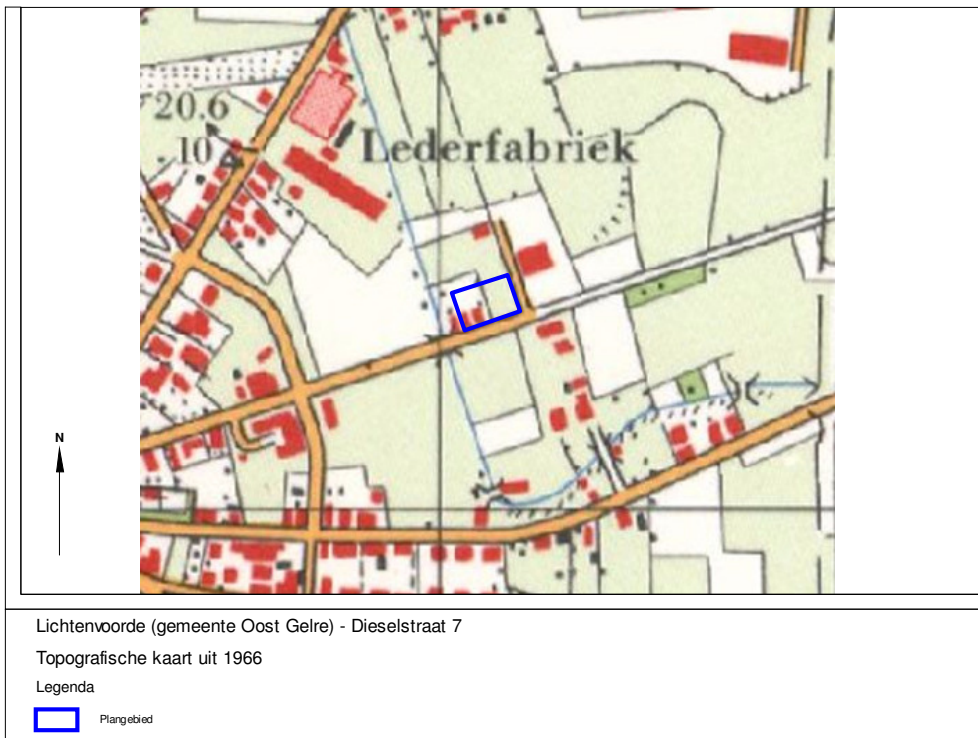 20.6
10
Lederfabriek
N
Lichtenvoorde (gemeente Oost Gelre) - Dieselstraat 7
Topografische kaart uit 1966
Legenda
Plangebied